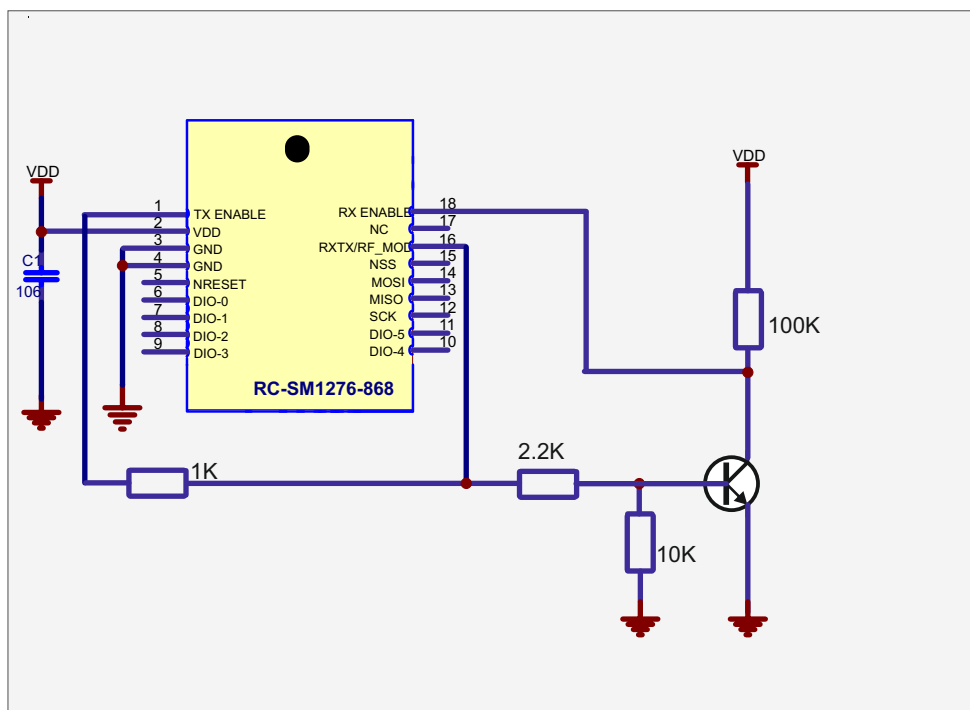 VDD
C1
106
1 TX ENABLE
2 VDD
3 GND
4 GND
5 NRESET
6 DIO-0
7 DIO-1
8 DIO-2
9 DIO-3
RX ENABLE 18
NC 17
RXTX/RF_MOD 16
NSS 15
MOSI 14
MISO 13
SCK 12
DIO-5 11
DIO-4 10
RC-SM1276-868
VDD
100K
1K
2.2K
10K